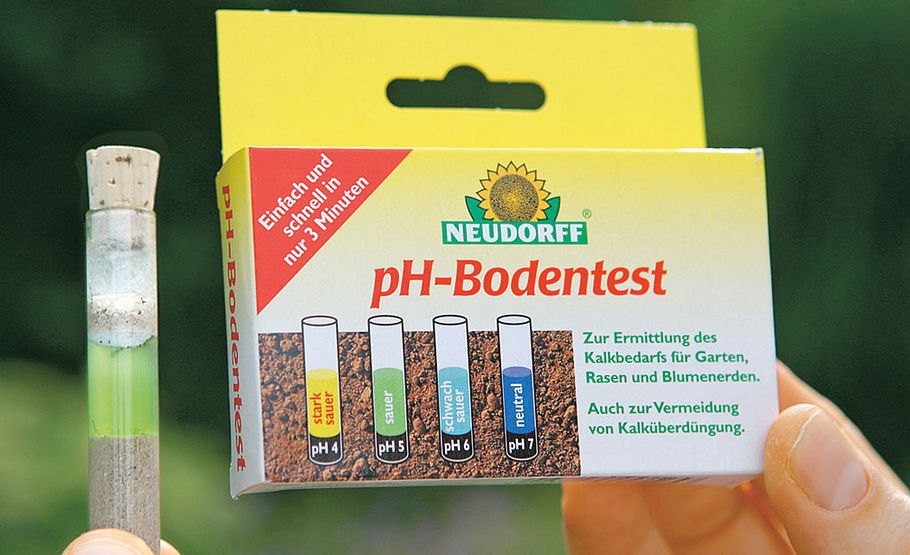 Einfach und
schnell in
nur 3 Minuten
NEUDORFF®
pH-Bodentest
pH-Bodentest
stark
sauer
pH 4
sauer
pH 5
schwach
sauer
pH 6
neutral
pH 7
Zur Ermittlung des
Kalkbedarfs für Garten,
Rasen und Blumenerden.
Auch zur Vermeidung
von Kalküberdüngung.